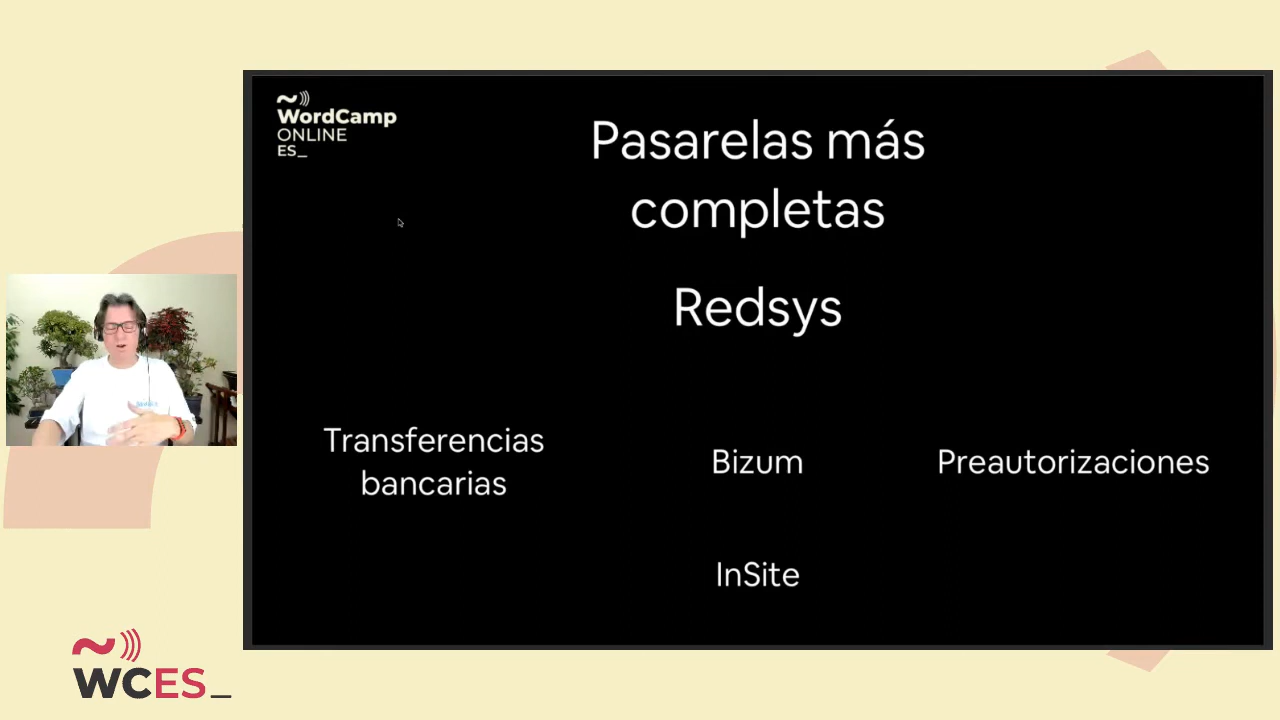 WordCamp
ONLINE
ES_
Pasarelas más
completas
Redsys
Transferencias
bancarias
Bizum
Preautorizaciones
InSite
WCES_